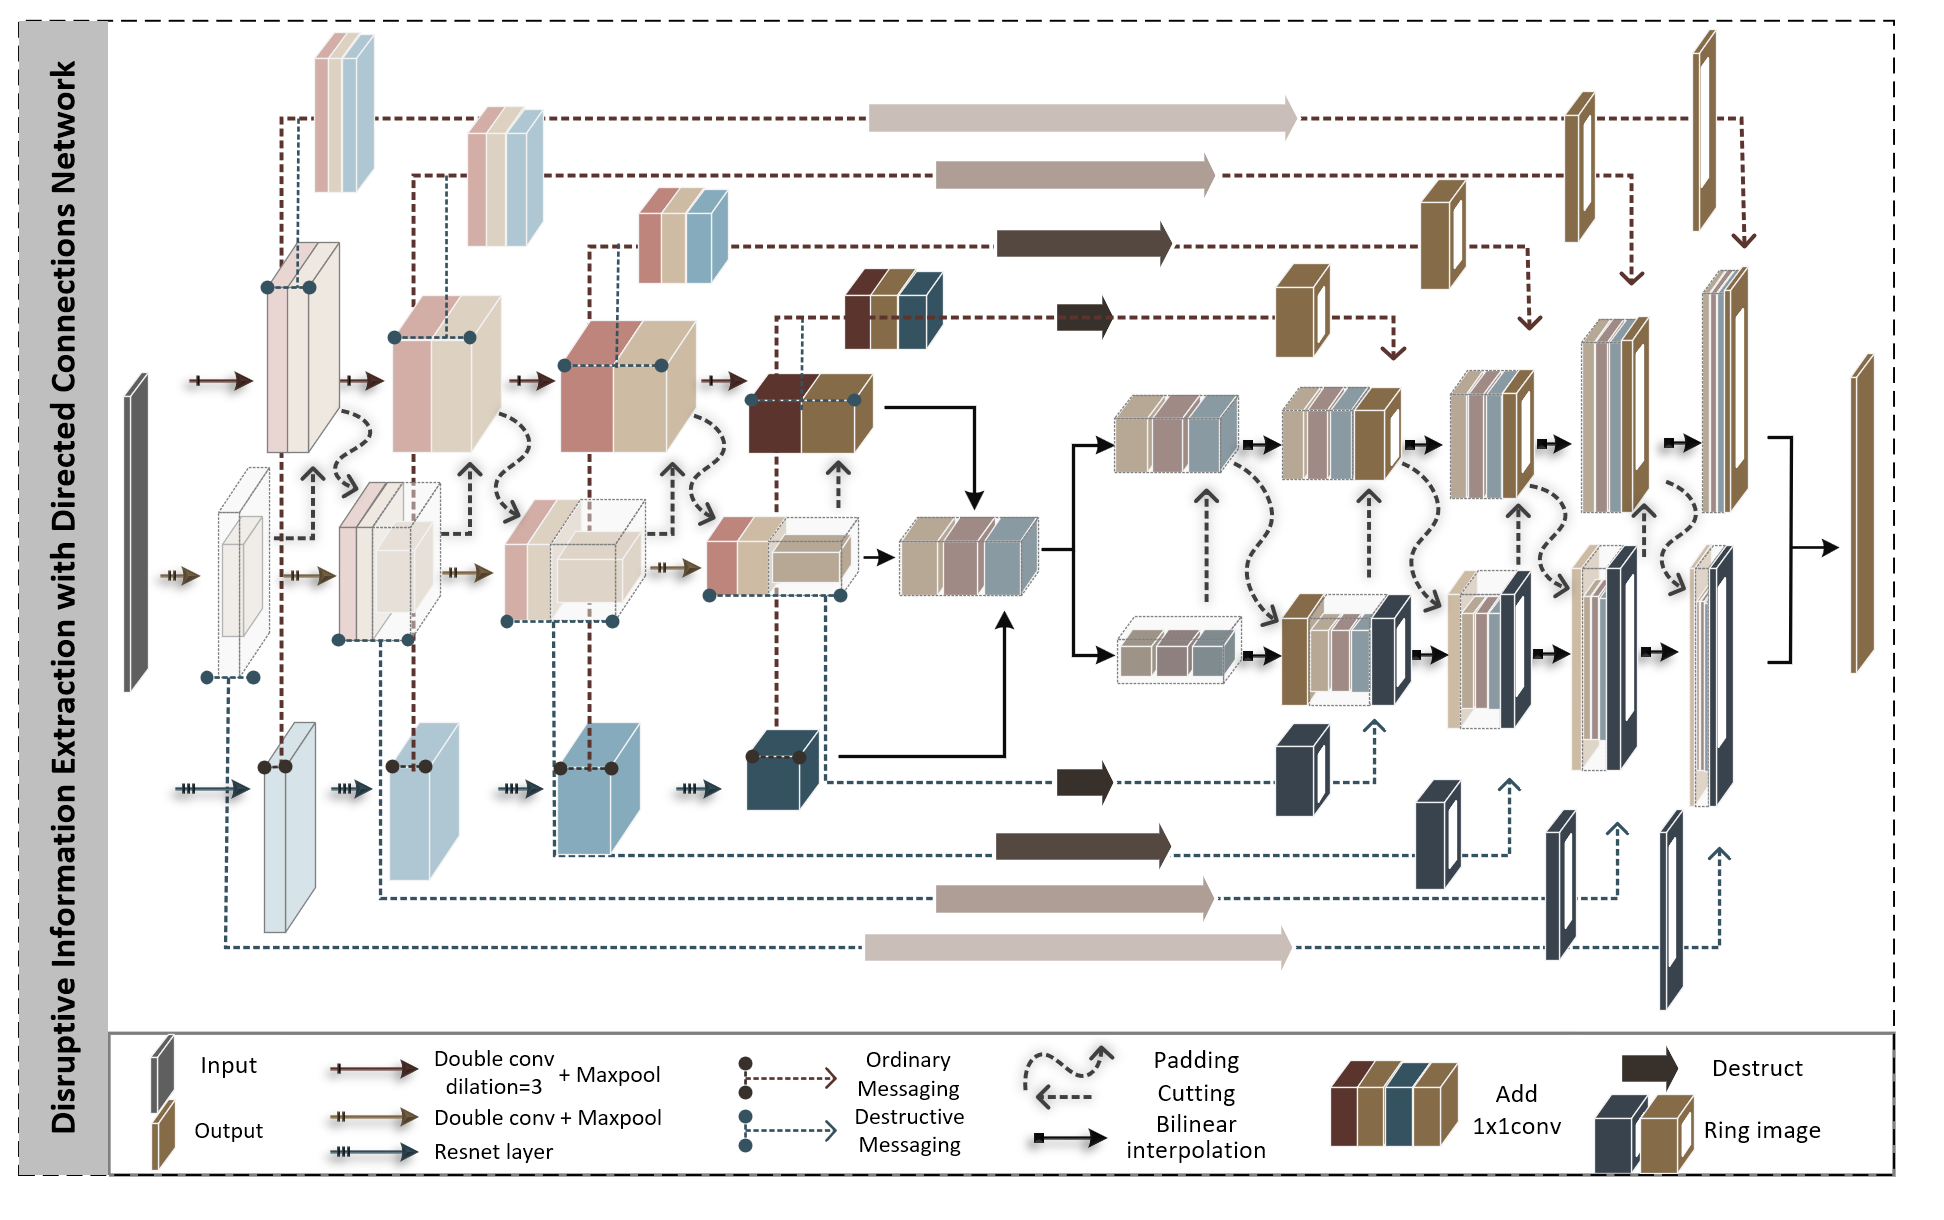 Disruptive Information Extraction with Directed Connections Network
Input
Output
Double conv
dilation=3
+ Maxpool
Double conv + Maxpool
Resnet layer
Ordinary
Messaging
Destructive
Messaging
Padding
Cutting
Bilinear
interpolation
Add
1x1conv
Destruct
Ring image